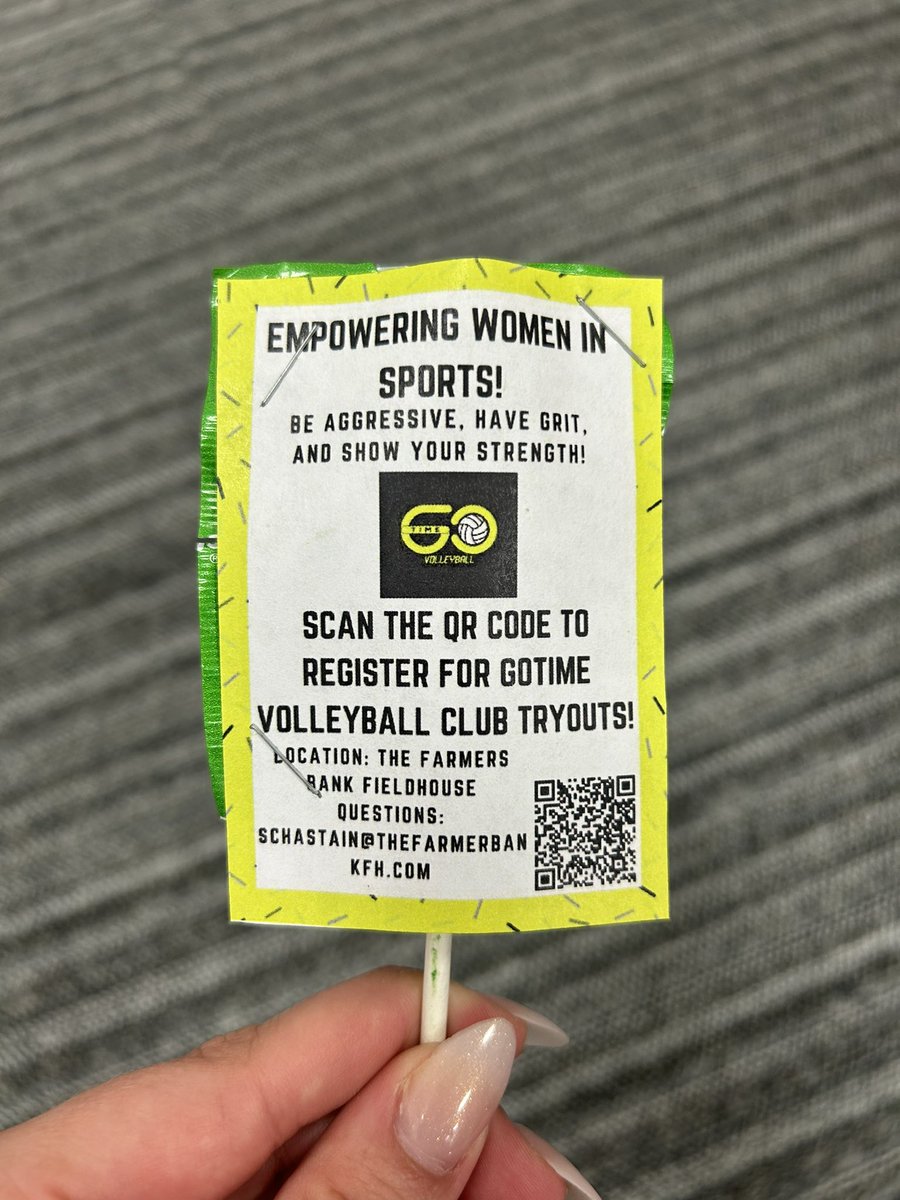 EMPOWERING WOMEN IN
SPORTS!
BE AGGRESSIVE, HAVE GRIT,
AND SHOW YOUR STRENGTH!
GO
TIME
VOLLEYBALL
SCAN THE QR CODE TO
REGISTER FOR GOTIME
VOLLEYBALL CLUB TRYOUTS!
LOCATION: THE FARMERS
BANK FIELDHOUSE
QUESTIONS:
SCHASTAIN@THEFARMERBAN
KFH.COM